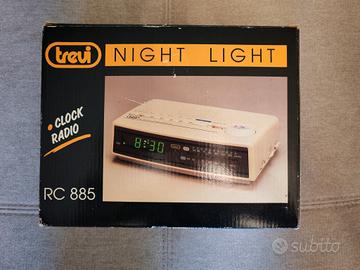 trevi
NIGHT LIGHT
• CLOCK
RADIO
8:30
RC 885
subito